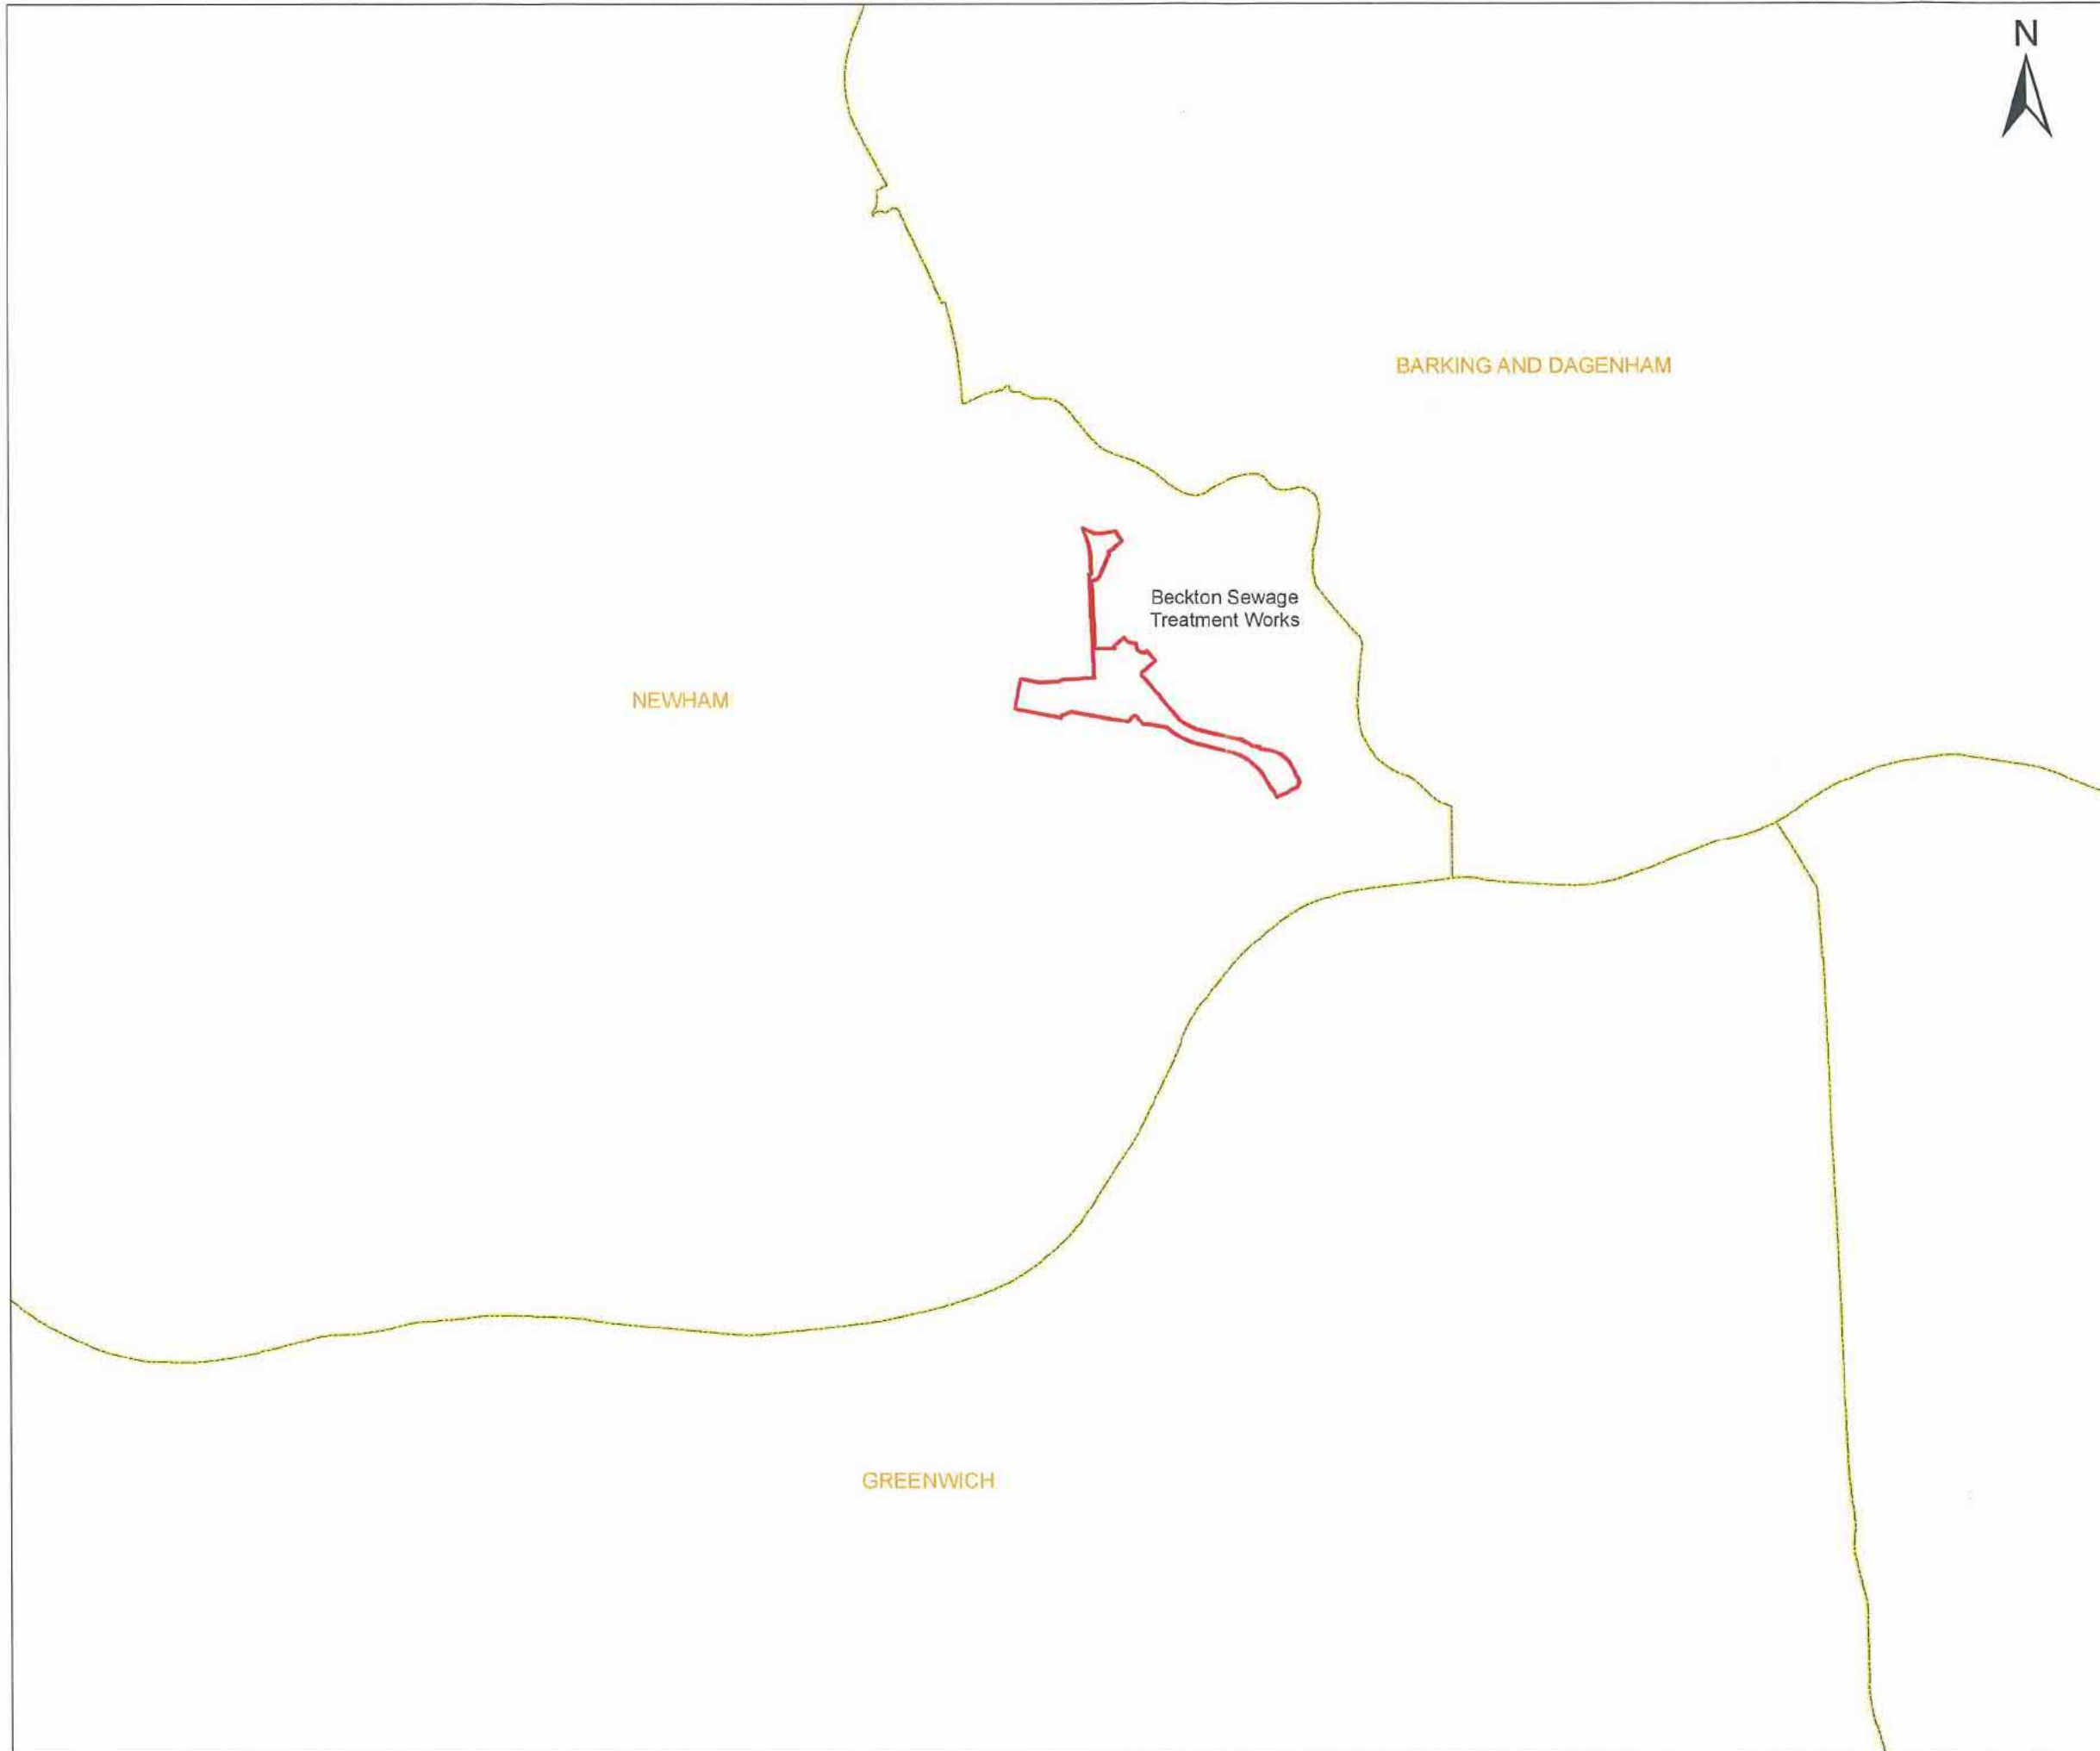 N
BARKING AND DAGENHAM
Beckton Sewage
Treatment Works
NEWHAM
GREENWICH